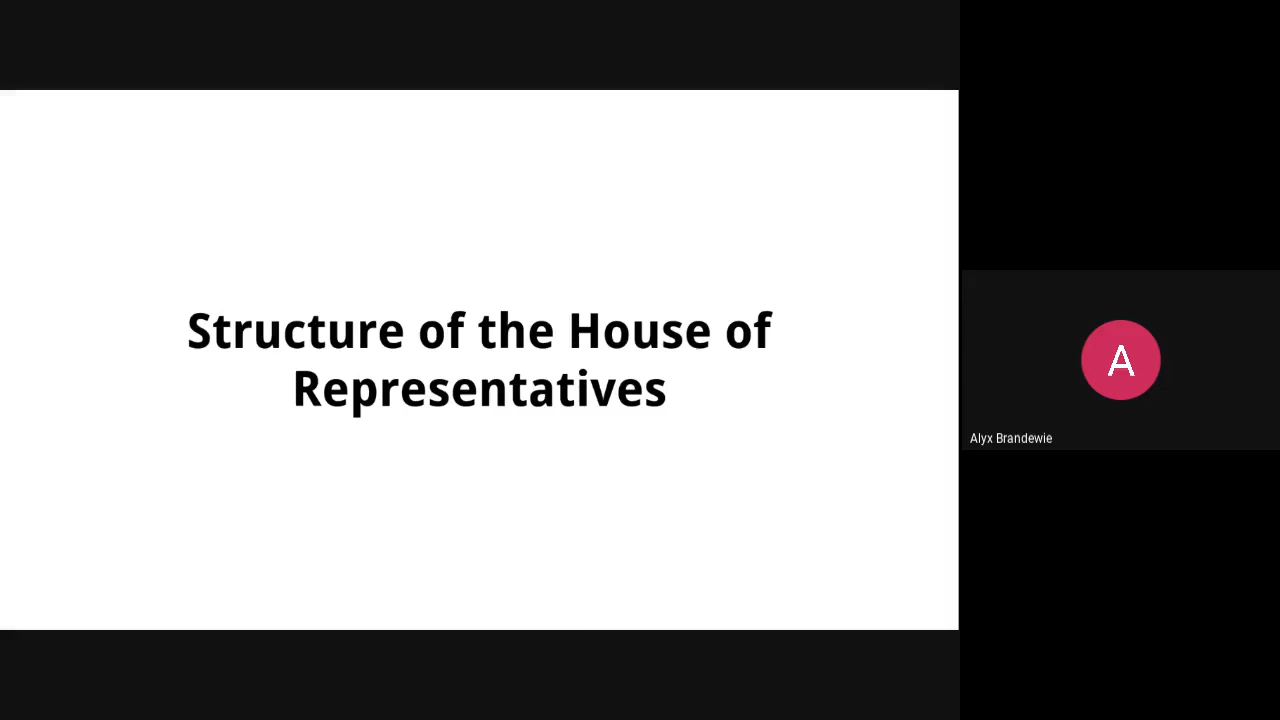 Structure of the House of
Representatives
A
Alyx Brandewie